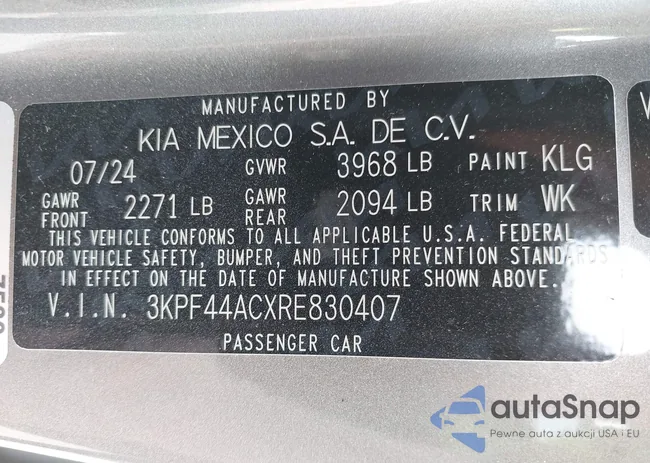 MANUFACTURED BY
KIA MEXICO S.A. DE C.V.
07/24 GVWR 3968 LB PAINT KLG
GAWR FRONT 2271 LB GAWR REAR 2094 LB TRIM WK
THIS VEHICLE CONFORMS TO ALL APPLICABLE U.S.A. FEDERAL
MOTOR VEHICLE SAFETY, BUMPER, AND THEFT PREVENTION STANDARDS
IN EFFECT ON THE DATE OF MANUFACTURE SHOWN ABOVE.
V.I.N. 3KPF44ACXRE830407
PASSENGER CAR
autaSnap
Pewne auta z aukcji USA i EU